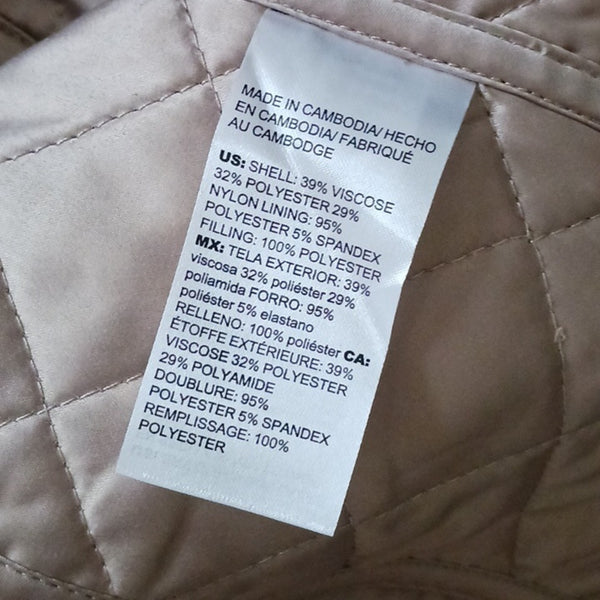 MADE IN CAMBODIA/ HECHO
EN CAMBODIA/ FABRIQUÉ
AU CAMBODGE
US: SHELL: 39% VISCOSE
32% POLYESTER 29%
NYLON LINING: 95%
POLYESTER 5% SPANDEX
FILLING: 100% POLYESTER
MX: TELA EXTERIOR: 39%
viscosa 32% poliéster 29%
poliamida FORRO: 95%
poliéster 5% elastano
RELLENO: 100% poliéster CA:
ÉTOFFE EXTÉRIEURE: 39%
VISCOSE 32% POLYESTER
29% POLYAMIDE
DOUBLURE: 95%
POLYESTER 5% SPANDEX
REMPLISSAGE: 100%
POLYESTER